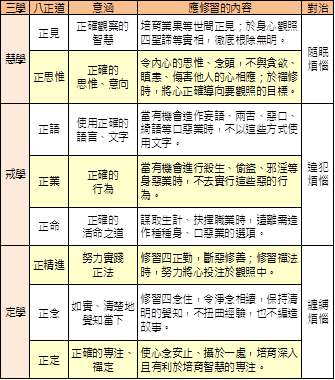 三學 八正道 意涵 應修習的內容 對治
慧學
正見
正確觀察的
智慧
培育業果等世間正見；於身心觀照
四聖諦等實相，徹底根除無明。
正思惟
正確的
思惟、意向
令內心的思惟、念頭，不與貪欲、
瞋恚、傷害他人的心相應；於禪修
時，將心正確導向要觀照的目標。
隨眠
煩惱
戒學
正語
使用正確的
語言、文字
當有機會造作妄語、兩舌、惡口、
綺語等口惡業時，不以這些方式使
用文字。
正業
正確的
行為
當有機會進行殺生、偷盜、邪淫等
身惡業時，不去實行這些惡的行
為。
正命
正確的
活命之道
謀取生計、抉擇職業時，遠離需造
作種種身、口惡業的選項。
違犯
煩惱
定學
正精進
努力實踐
正法
修習四正勤，斷惡修善；修習禪法
時，努力將心投注於觀照中。
正念
如實、清楚地
覺知當下
修習四念住，令淨念相續，保持清
明的覺知，不扭曲經驗，也不編造
故事。
正定
正確的專注、
禪定
使心念安止、攝於一處，培育深入
且有利於培育智慧的專注。
纏縛
煩惱